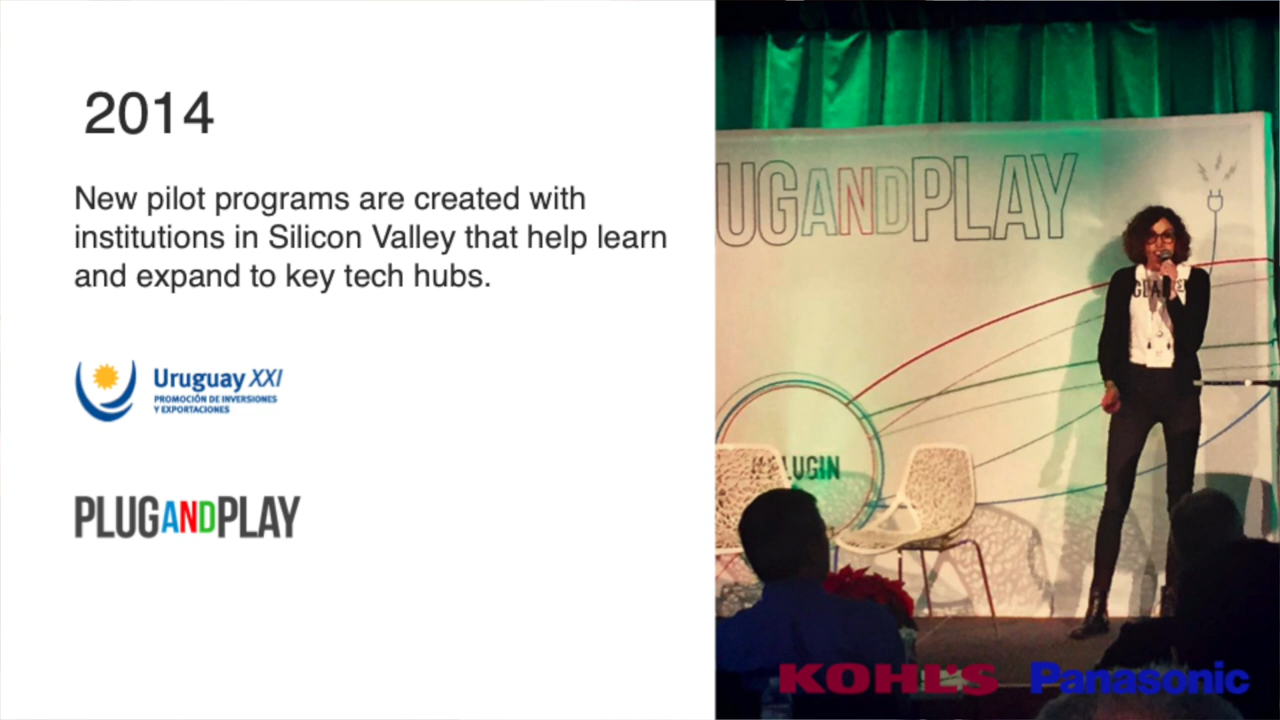 2014
New pilot programs are created with
institutions in Silicon Valley that help learn
and expand to key tech hubs.
Uruguay XXI
PROMOCIÓN DE INVERSIONES
Y EXPORTACIONES
PLUGANDPLAY
UGANDPLAY
LUGIN
KOHL'S
Panasonic